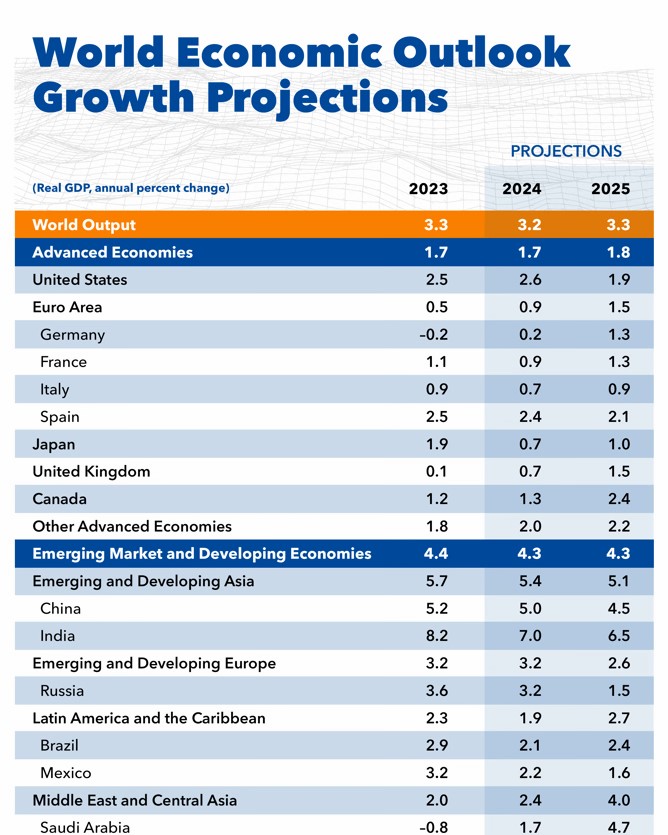 World Economic Outlook
Growth Projections
PROJECTIONS
(Real GDP, annual percent change) 2023 2024 2025
World Output 3.3 3.2 3.3
Advanced Economies 1.7 1.7 1.8
United States 2.5 2.6 1.9
Euro Area 0.5 0.9 1.5
Germany –0.2 0.2 1.3
France 1.1 0.9 1.3
Italy 0.9 0.7 0.9
Spain 2.5 2.4 2.1
Japan 1.9 0.7 1.0
United Kingdom 0.1 0.7 1.5
Canada 1.2 1.3 2.4
Other Advanced Economies 1.8 2.0 2.2
Emerging Market and Developing Economies 4.4 4.3 4.3
Emerging and Developing Asia 5.7 5.4 5.1
China 5.2 5.0 4.5
India 8.2 7.0 6.5
Emerging and Developing Europe 3.2 3.2 2.6
Russia 3.6 3.2 1.5
Latin America and the Caribbean 2.3 1.9 2.7
Brazil 2.9 2.1 2.4
Mexico 3.2 2.2 1.6
Middle East and Central Asia 2.0 2.4 4.0
Saudi Arabia –0.8 1.7 4.7